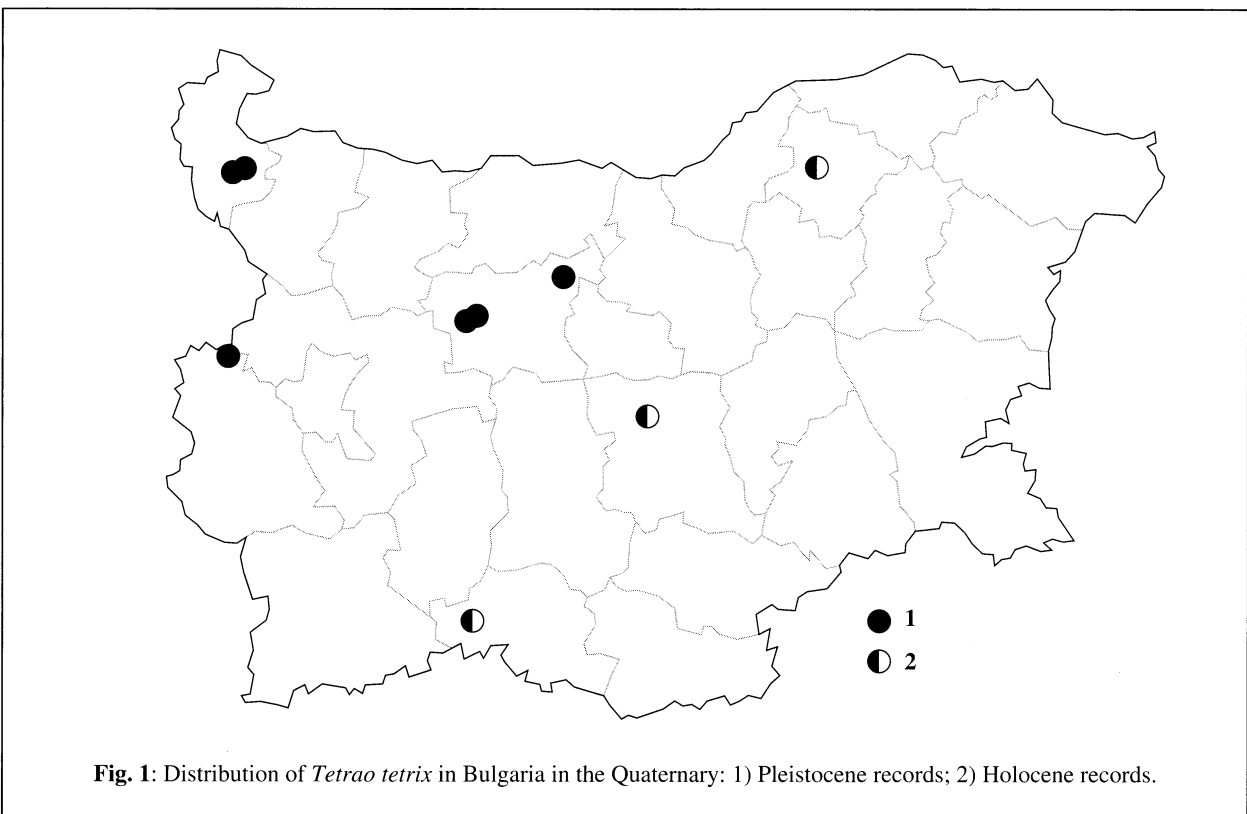 1
2
Fig. 1: Distribution of Tetrao tetrix in Bulgaria in the Quaternary: 1) Pleistocene records; 2) Holocene records.